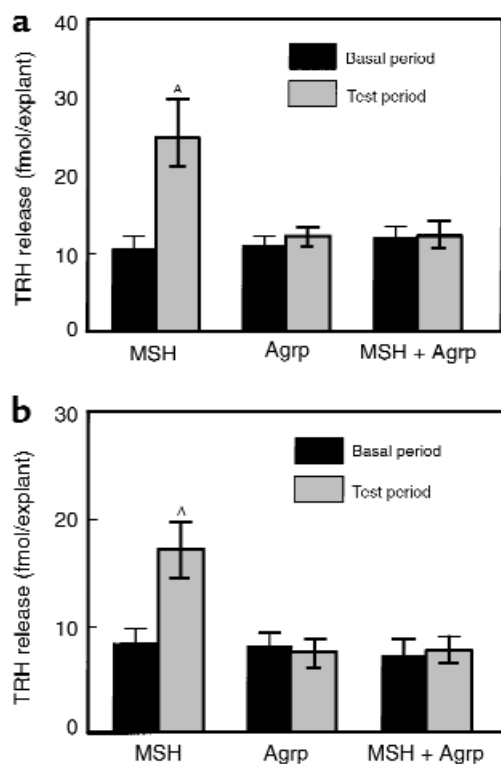 a
TRH release (fmol/explant)
40
30
20
10
0
Basal period
Test period
A
MSH
Agrp
MSH + Agrp
b
TRH release (fmol/explant)
30
20
10
0
Basal period
Test period
A
MSH
Agrp
MSH + Agrp